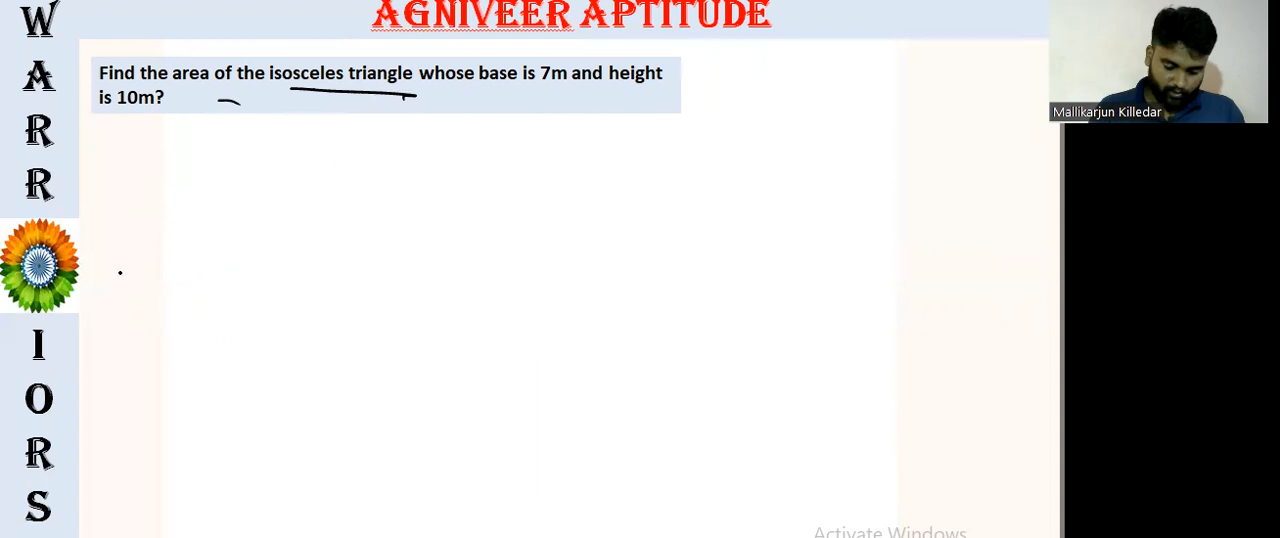 AGNIVEER APTITUDE
W
A
R
R
I
O
R
S
Find the area of the isosceles triangle whose base is 7m and height
is 10m?
Mallikarjun Killedar
Activate Windows